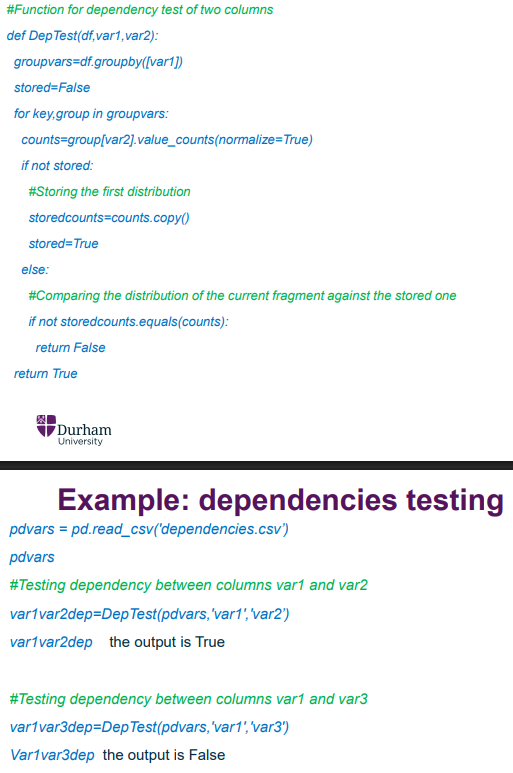 #Function for dependency test of two columns
def DepTest(df,var1,var2):
groupvars=df.groupby([var1])
stored=False
for key,group in groupvars:
counts=group[var2].value_counts(normalize=True)
if not stored:
#Storing the first distribution
storedcounts=counts.copy()
stored=True
else:
#Comparing the distribution of the current fragment against the stored one
if not storedcounts.equals(counts):
return False
return True
Durham
University
Example: dependencies testing
pdvars = pd.read_csv('dependencies.csv’)
pdvars
#Testing dependency between columns var1 and var2
var1var2dep=DepTest(pdvars,'var1','var2’)
var1var2dep the output is True
#Testing dependency between columns var1 and var3
var1var3dep=DepTest(pdvars,'var1','var3')
Var1var3dep the output is False